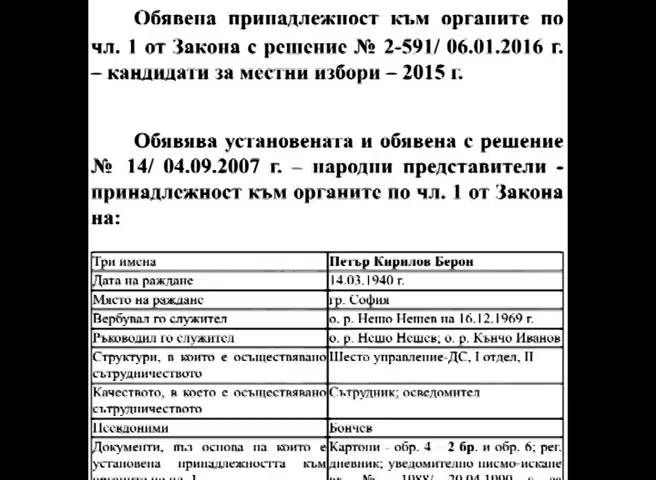 Обявена принадлежност към органите по
чл. 1 от Закона с решение № 2-591/ 06.01.2016 г.
– кандидати за местни избори – 2015 г.
Обявява установената и обявена с решение
№ 14/ 04.09.2007 г. – народни представители -
принадлежност към органите по чл. 1 от Закона
на:
Три имена Петър Кирилов Берон
Дата на раждане 14.03.1940 г.
Място на раждане гр. София
Вербувал го служител о. р. Нешо Нешев на 16.12.1969 г.
Ръководил го служител о. р. Нешо Нешев; о. р. Кънчо Иванов
Структури, в които е осъществявано Шесто управление-ДС, I отдел, II
сътрудничеството
Качеството, в което е осъществявано Сътрудник; осведомител
сътрудничеството
Псевдоними Бончев
Документи, въз основа на които е Картони - обр. 4 - 2 бр. и обр. 6; рег.
установена принадлежността към дневник; уведомително писмо-искане